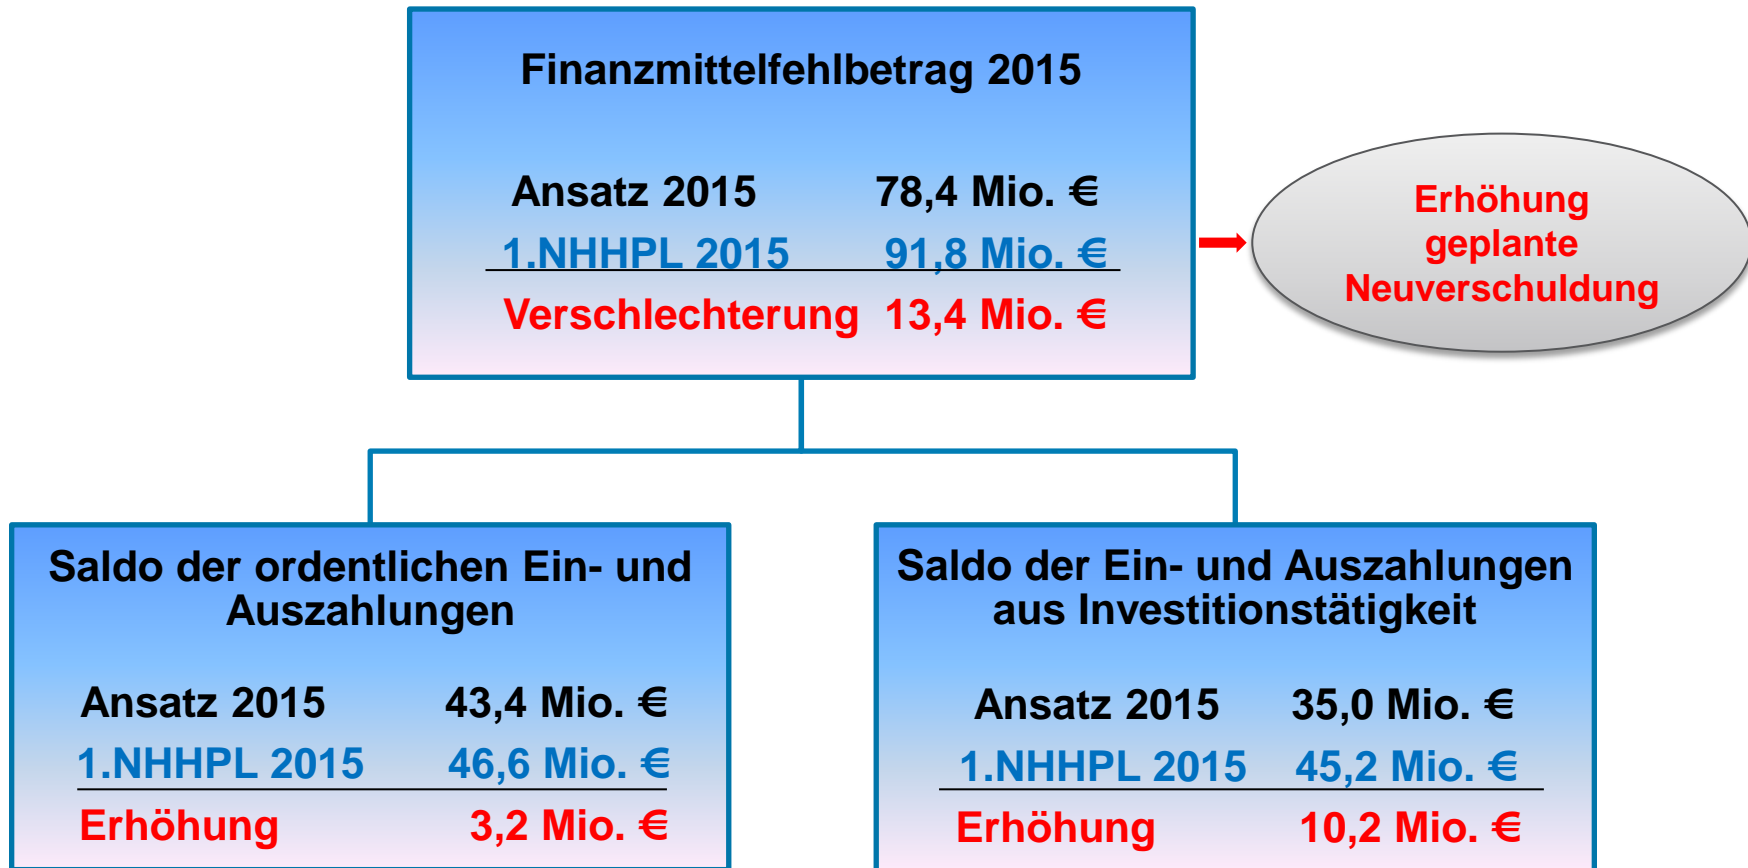 Finanzmittelfehlbetrag 2015
Ansatz 2015 78,4 Mio. €
1.NHHPL 2015 91,8 Mio. €
Verschlechterung 13,4 Mio. €
Erhöhung
geplante
Neuverschuldung
Saldo der ordentlichen Ein- und
Auszahlungen
Ansatz 2015 43,4 Mio. €
1.NHHPL 2015 46,6 Mio. €
Erhöhung 3,2 Mio. €
Saldo der Ein- und Auszahlungen
aus Investitionstätigkeit
Ansatz 2015 35,0 Mio. €
1.NHHPL 2015 45,2 Mio. €
Erhöhung 10,2 Mio. €